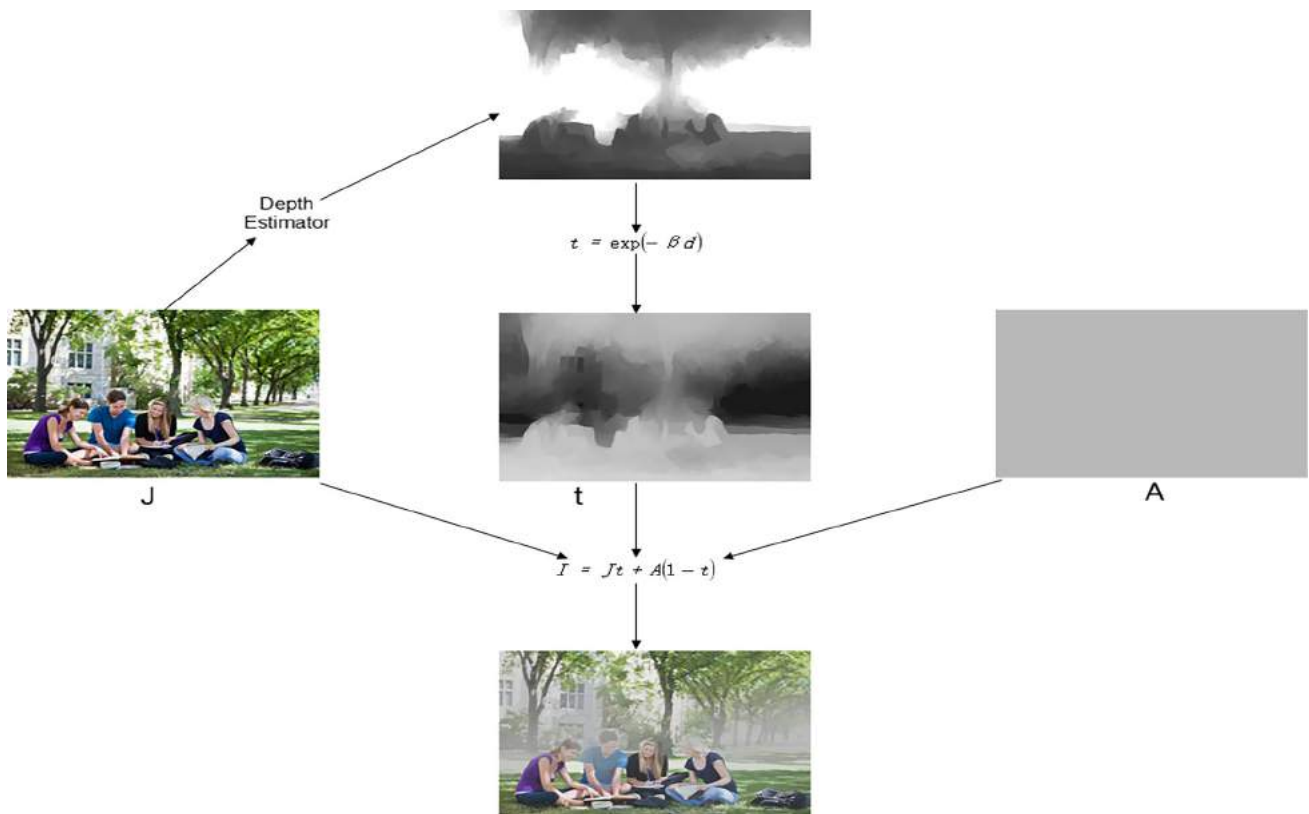 Depth
Estimator
t = exp(− β d)
J
t
A
I = Jt + A(1 − t)